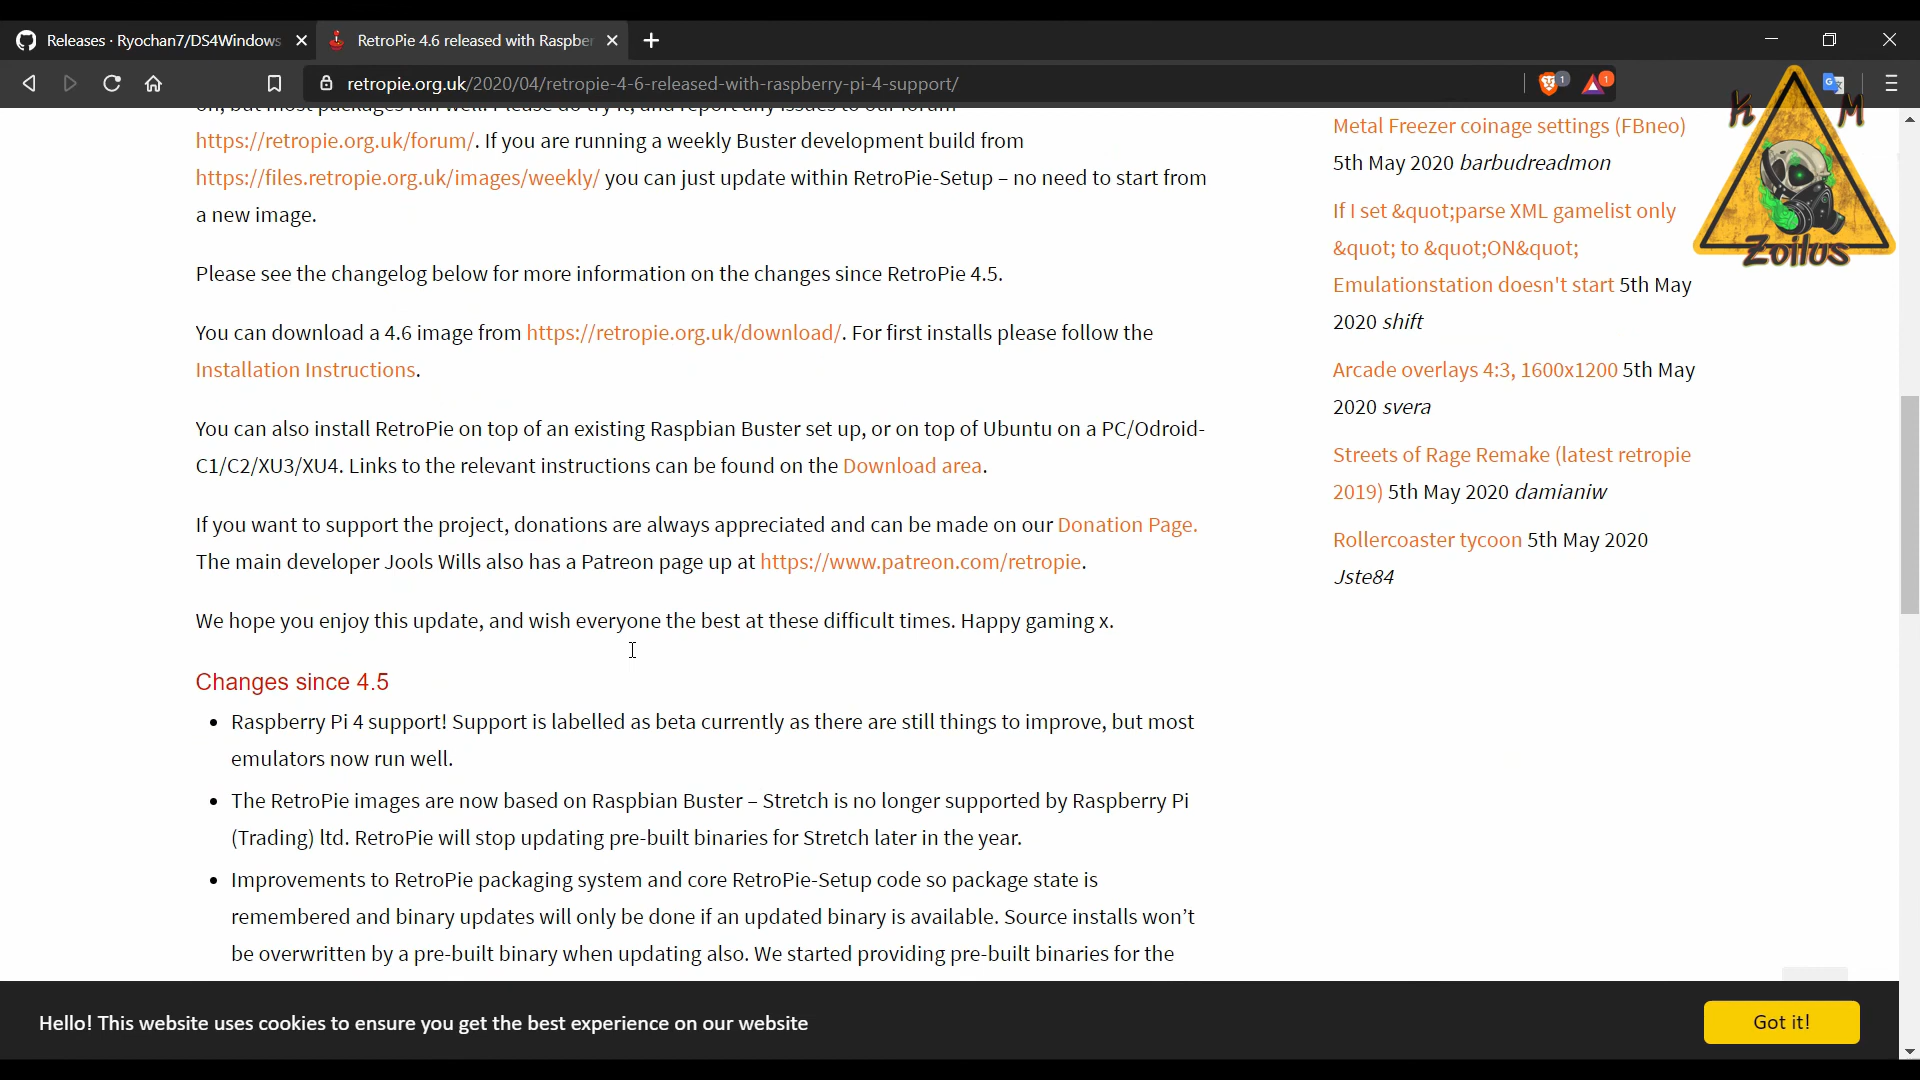 Releases · Ryochan7/DS4Windows
RetroPie 4.6 released with Raspber
retropie.org.uk/2020/04/retropie-4-6-released-with-raspberry-pi-4-support/
1
1
on, but most packages run well. Please do try it, and report any issues to our forum
https://retropie.org.uk/forum/. If you are running a weekly Buster development build from
https://files.retropie.org.uk/images/weekly/ you can just update within RetroPie-Setup – no need to start from
a new image.
Please see the changelog below for more information on the changes since RetroPie 4.5.
You can download a 4.6 image from https://retropie.org.uk/download/. For first installs please follow the
Installation Instructions.
You can also install RetroPie on top of an existing Raspbian Buster set up, or on top of Ubuntu on a PC/Odroid-
C1/C2/XU3/XU4. Links to the relevant instructions can be found on the Download area.
If you want to support the project, donations are always appreciated and can be made on our Donation Page.
The main developer Jools Wills also has a Patreon page up at https://www.patreon.com/retropie.
We hope you enjoy this update, and wish everyone the best at these difficult times. Happy gaming x.
Changes since 4.5
• Raspberry Pi 4 support! Support is labelled as beta currently as there are still things to improve, but most
emulators now run well.
• The RetroPie images are now based on Raspbian Buster – Stretch is no longer supported by Raspberry Pi
(Trading) ltd. RetroPie will stop updating pre-built binaries for Stretch later in the year.
• Improvements to RetroPie packaging system and core RetroPie-Setup code so package state is
remembered and binary updates will only be done if an updated binary is available. Source installs won’t
be overwritten by a pre-built binary when updating also. We started providing pre-built binaries for the
Metal Freezer coinage settings (FBneo)
5th May 2020 barbudreadmon
If I set &quot;parse XML gamelist only
&quot; to &quot;ON&quot;
Emulationstation doesn't start 5th May
2020 shift
Arcade overlays 4:3, 1600x1200 5th May
2020 svera
Streets of Rage Remake (latest retropie
2019) 5th May 2020 damianiw
Rollercoaster tycoon 5th May 2020
Jste84
K M
Zoilus
Hello! This website uses cookies to ensure you get the best experience on our website
Got it!